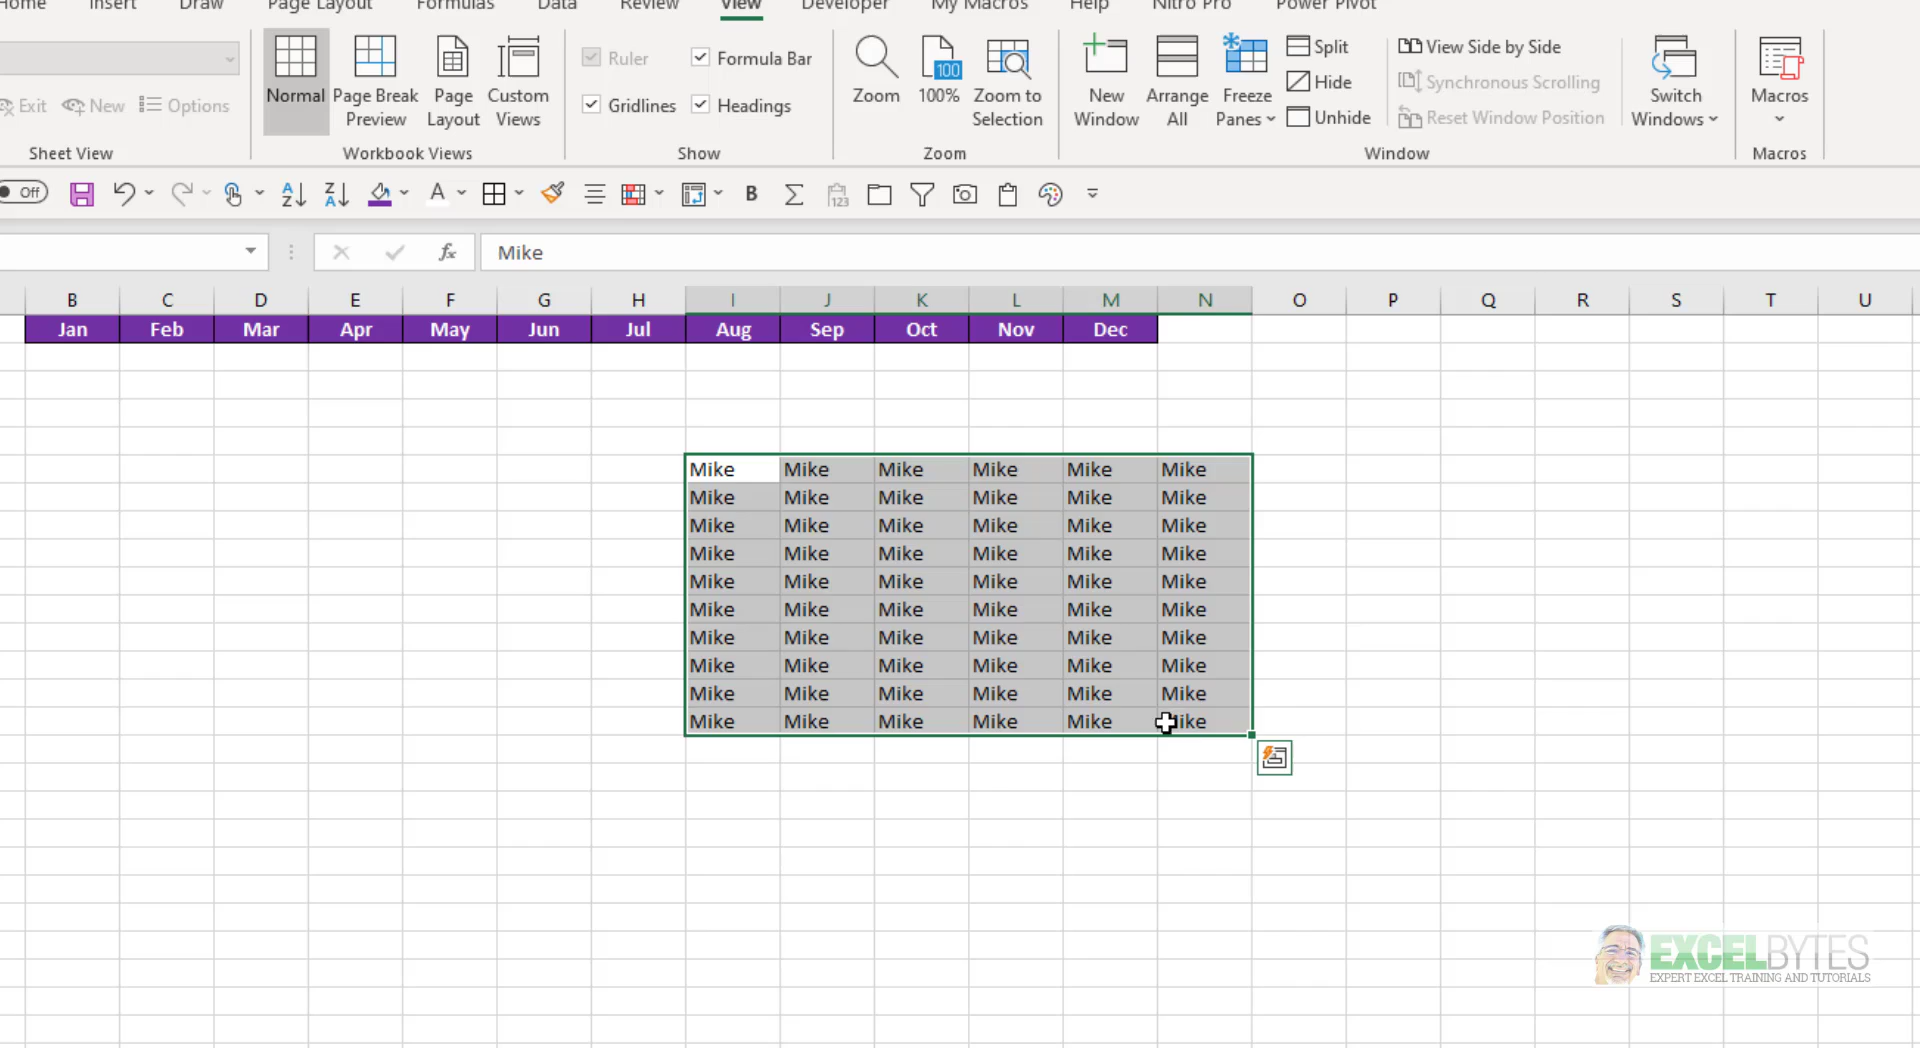 Home Insert Draw Page Layout Formulas Data Review View Developer My Macros Help Nitro Pro Power Pivot
Normal Page Break Preview Page Layout Custom Views
Ruler Formula Bar
Gridlines Headings
Zoom 100% Zoom to Selection
100
New Window Arrange All Freeze Panes
Split
Hide
Unhide
View Side by Side
Synchronous Scrolling
Reset Window Position
Switch Windows
Macros
Exit New Options
Sheet View Workbook Views Show Zoom Window Macros
Off A Z Z A A B Σ 123
fx Mike
B C D E F G H I J K L M N O P Q R S T U
Jan Feb Mar Apr May Jun Jul Aug Sep Oct Nov Dec
Mike Mike Mike Mike Mike Mike
Mike Mike Mike Mike Mike Mike
Mike Mike Mike Mike Mike Mike
Mike Mike Mike Mike Mike Mike
Mike Mike Mike Mike Mike Mike
Mike Mike Mike Mike Mike Mike
Mike Mike Mike Mike Mike Mike
Mike Mike Mike Mike Mike Mike
Mike Mike Mike Mike Mike Mike
Mike Mike Mike Mike Mike Mike
EXCELBYTES
EXPERT EXCEL TRAINING AND TUTORIALS